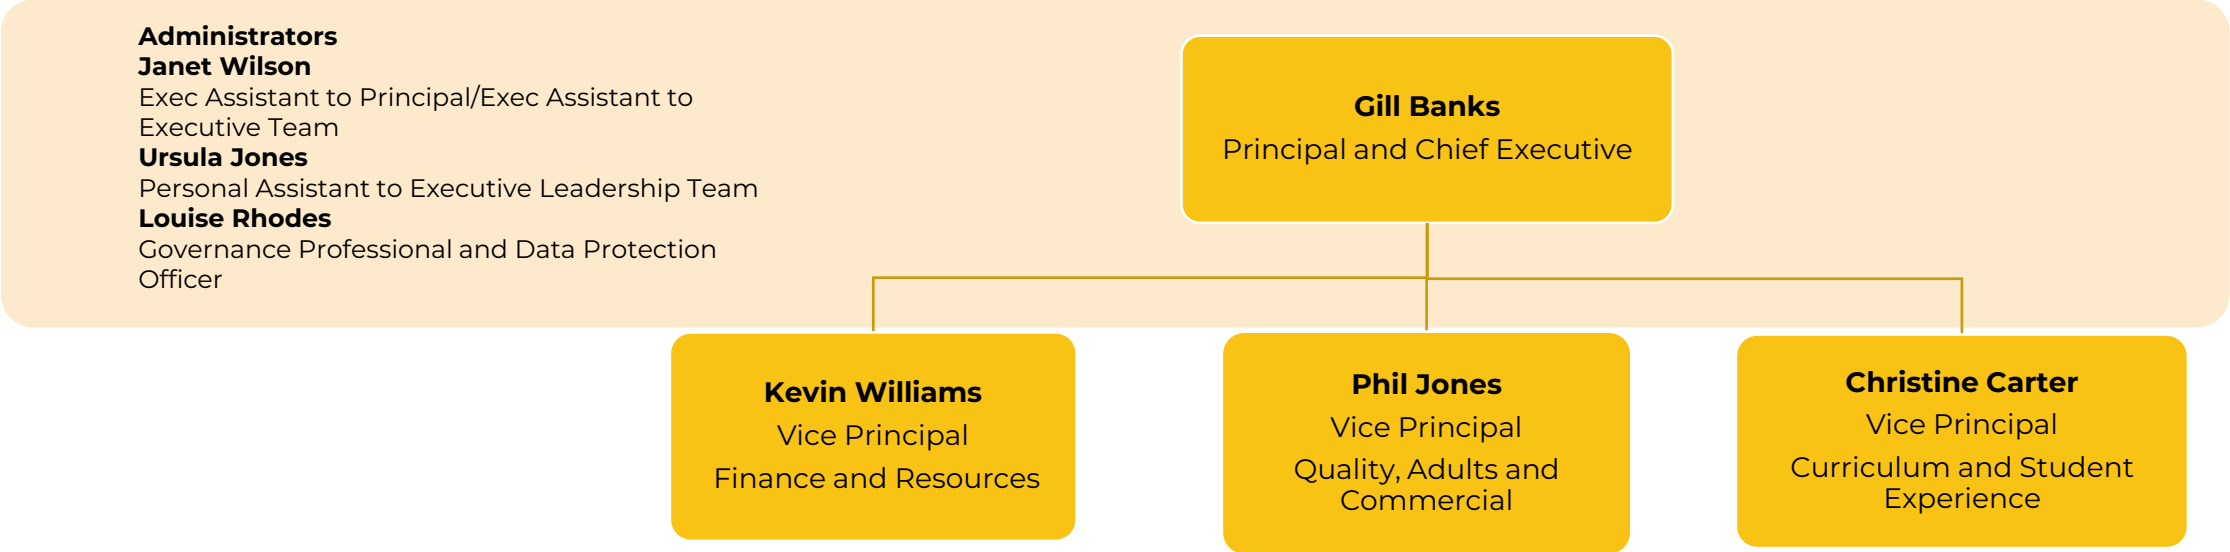 Administrators
Janet Wilson
Exec Assistant to Principal/Exec Assistant to
Executive Team
Ursula Jones
Personal Assistant to Executive Leadership Team
Louise Rhodes
Governance Professional and Data Protection
Officer
Gill Banks
Principal and Chief Executive
Kevin Williams
Vice Principal
Finance and Resources
Phil Jones
Vice Principal
Quality, Adults and
Commercial
Christine Carter
Vice Principal
Curriculum and Student
Experience